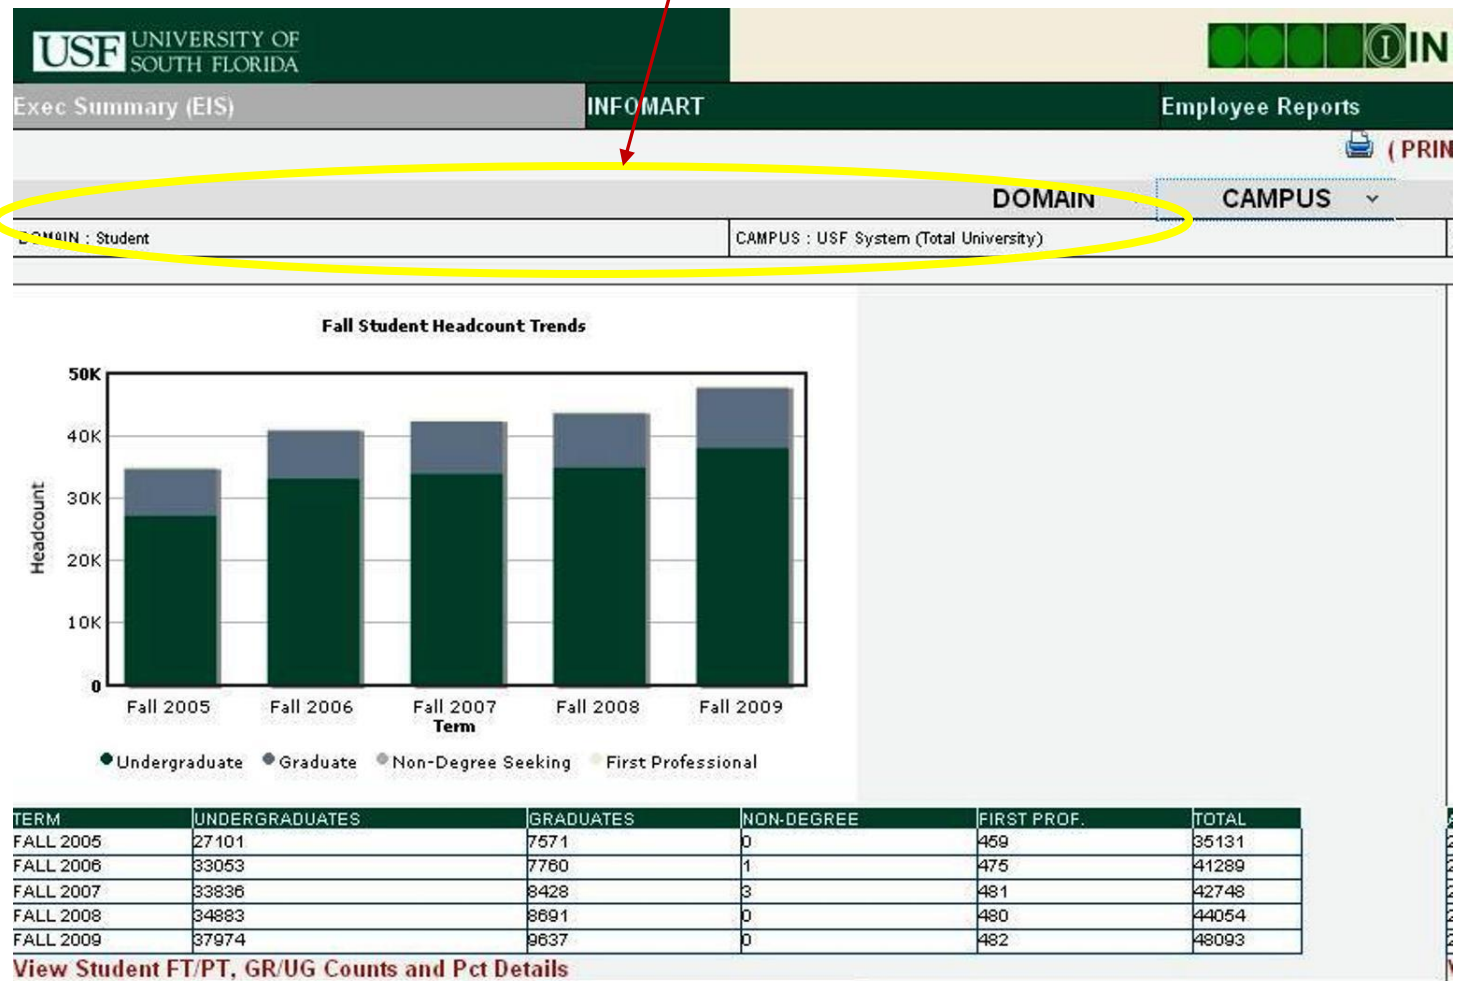 USF UNIVERSITY OF
SOUTH FLORIDA
I IN
Exec Summary (EIS) INFOMART Employee Reports
( PRIN
DOMAIN CAMPUS
DOMAIN : Student CAMPUS : USF System (Total University)
Fall Student Headcount Trends
50K
40K
30K
20K
10K
0
Headcount
Fall 2005 Fall 2006 Fall 2007 Fall 2008 Fall 2009
Term
Undergraduate Graduate Non-Degree Seeking First Professional
TERM UNDERGRADUATES GRADUATES NON-DEGREE FIRST PROF. TOTAL
FALL 2005 27101 7571 0 459 35131
FALL 2006 33053 7760 1 475 41289
FALL 2007 33836 8428 3 481 42748
FALL 2008 34883 8691 0 480 44054
FALL 2009 37974 9637 0 482 48093
View Student FT/PT, GR/UG Counts and Pct Details